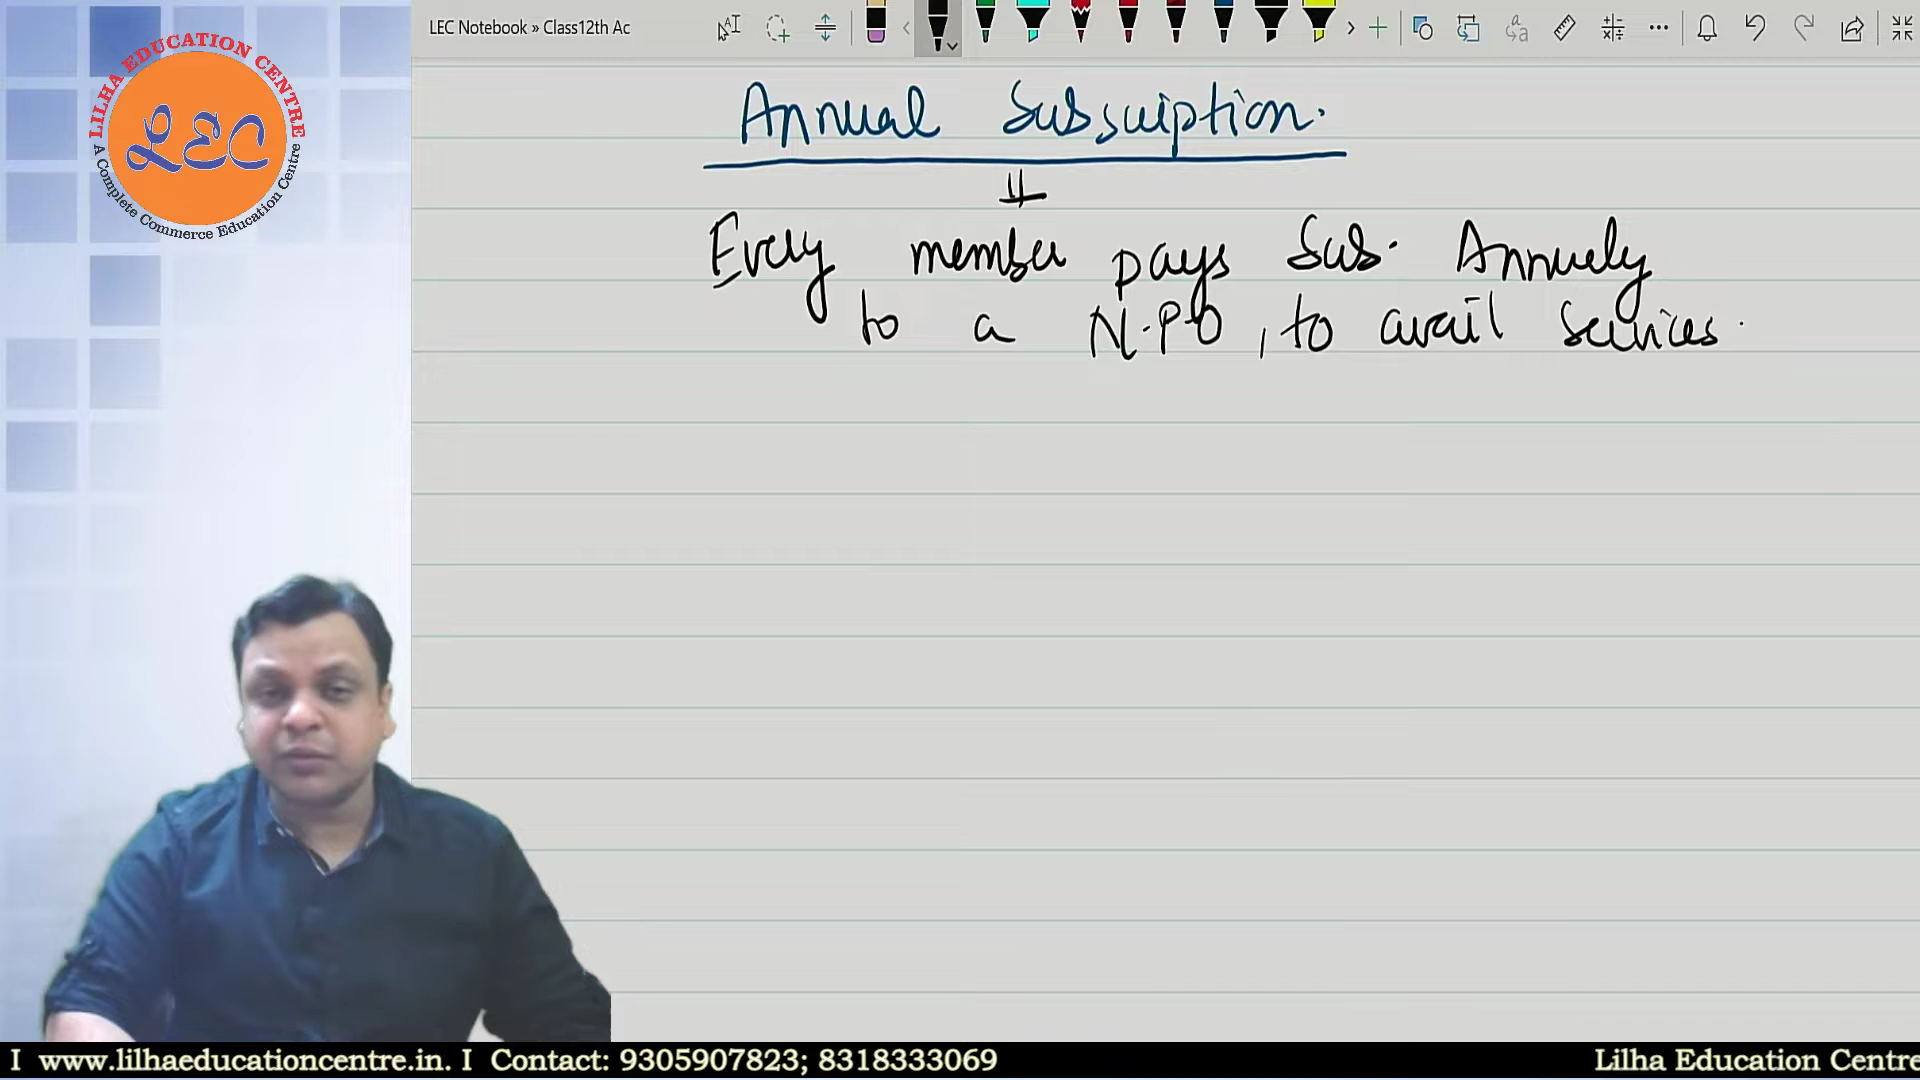 LILHA EDUCATION CENTRE
LEC
A Complete Commerce Education Centre
LEC Notebook » Class12th Ac
Annual Subscription.
Every member pays Sub. Annuely
to a N.P.O, to avail Services.
I www.lilhaeducationcentre.in. I Contact: 9305907823; 8318333069
Lilha Education Centre